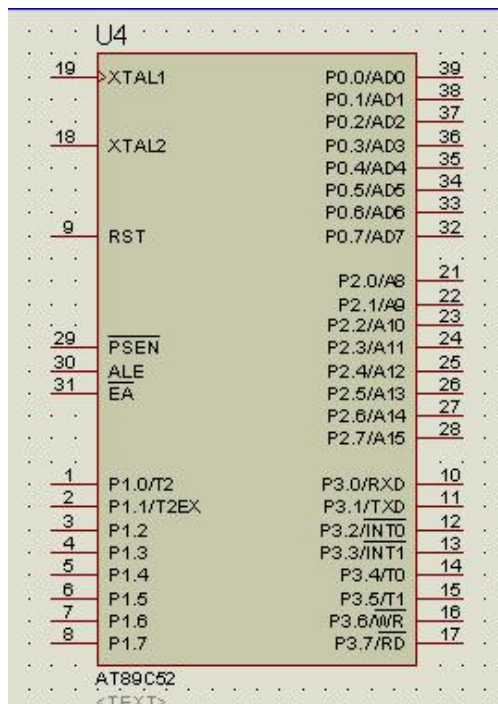 U4
19 XTAL1 P0.0/AD0 39
P0.1/AD1 38
P0.2/AD2 37
18 XTAL2 P0.3/AD3 36
P0.4/AD4 35
P0.5/AD5 34
P0.6/AD6 33
9 RST P0.7/AD7 32
P2.0/A8 21
P2.1/A9 22
P2.2/A10 23
29 PSEN P2.3/A11 24
30 ALE P2.4/A12 25
31 EA P2.5/A13 26
P2.6/A14 27
P2.7/A15 28
1 P1.0/T2 P3.0/RXD 10
2 P1.1/T2EX P3.1/TXD 11
3 P1.2 P3.2/INT0 12
4 P1.3 P3.3/INT1 13
5 P1.4 P3.4/T0 14
6 P1.5 P3.5/T1 15
7 P1.6 P3.6/WR 16
8 P1.7 P3.7/RD 17
AT89C52
<TEXT>